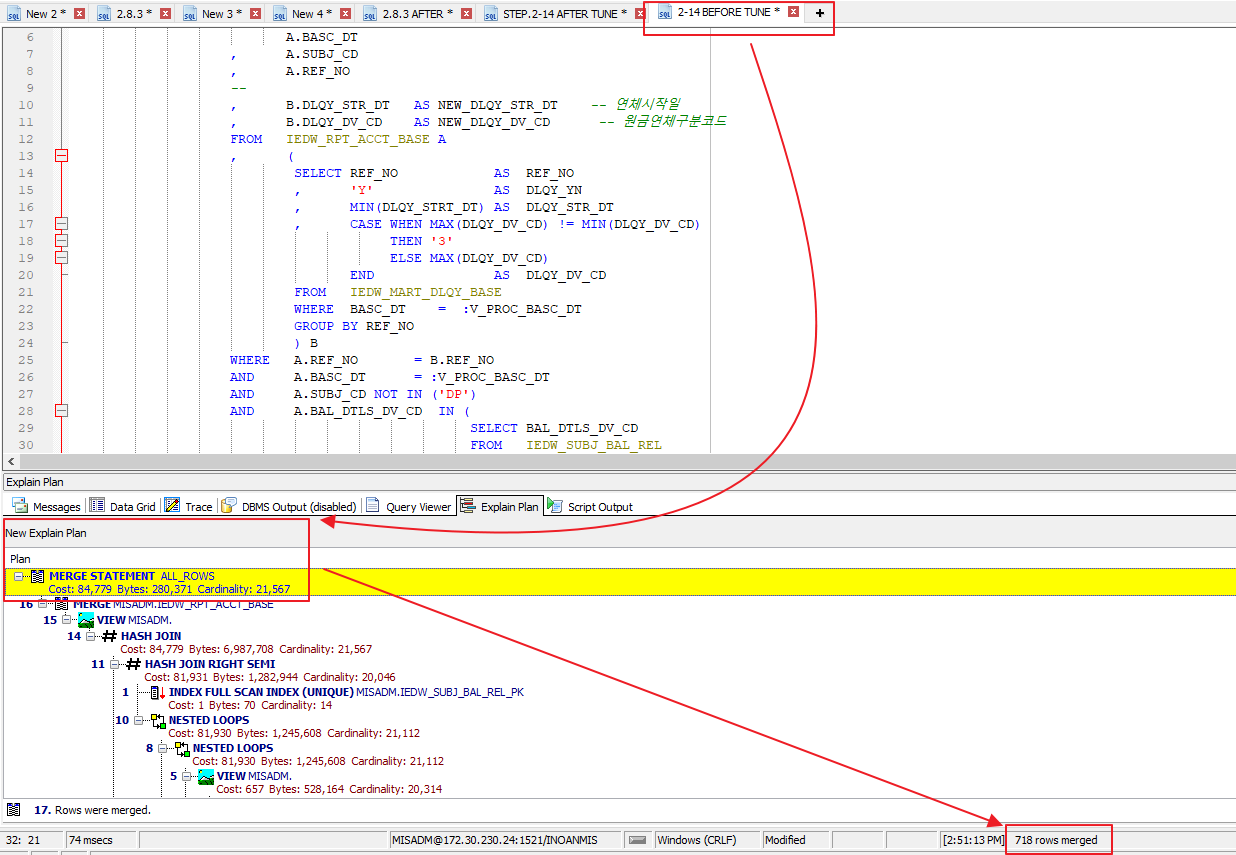 New 2 * 2.8.3 * New 3 * New 4 * 2.8.3 AFTER * STEP.2-14 AFTER TUNE * 2-14 BEFORE TUNE * +
6 A.BASC_DT
7 , A.SUBJ_CD
8 , A.REF_NO
9 --
10 , B.DLQY_STR_DT AS NEW_DLQY_STR_DT -- 연체시작일
11 , B.DLQY_DV_CD AS NEW_DLQY_DV_CD -- 원금연체구분코드
12 FROM IEDW_RPT_ACCT_BASE A
13 , (
14 SELECT REF_NO AS REF_NO
15 , 'Y' AS DLQY_YN
16 , MIN(DLQY_STRT_DT) AS DLQY_STR_DT
17 , CASE WHEN MAX(DLQY_DV_CD) != MIN(DLQY_DV_CD)
18 THEN '3'
19 ELSE MAX(DLQY_DV_CD)
20 END AS DLQY_DV_CD
21 FROM IEDW_MART_DLQY_BASE
22 WHERE BASC_DT = :V_PROC_BASC_DT
23 GROUP BY REF_NO
24 ) B
25 WHERE A.REF_NO = B.REF_NO
26 AND A.BASC_DT = :V_PROC_BASC_DT
27 AND A.SUBJ_CD NOT IN ('DP')
28 AND A.BAL_DTLS_DV_CD IN (
29 SELECT BAL_DTLS_DV_CD
30 FROM IEDW_SUBJ_BAL_REL
Explain Plan
Messages Data Grid Trace DBMS Output (disabled) Query Viewer Explain Plan Script Output
New Explain Plan
Plan
MERGE STATEMENT ALL_ROWS
Cost: 84,779 Bytes: 280,371 Cardinality: 21,567
16 MERGE MISADM.IEDW_RPT_ACCT_BASE
15 VIEW MISADM.
14 HASH JOIN
Cost: 84,779 Bytes: 6,987,708 Cardinality: 21,567
11 HASH JOIN RIGHT SEMI
Cost: 81,931 Bytes: 1,282,944 Cardinality: 20,046
1 INDEX FULL SCAN INDEX (UNIQUE) MISADM.IEDW_SUBJ_BAL_REL_PK
Cost: 1 Bytes: 70 Cardinality: 14
10 NESTED LOOPS
Cost: 81,930 Bytes: 1,245,608 Cardinality: 21,112
8 NESTED LOOPS
Cost: 81,930 Bytes: 1,245,608 Cardinality: 21,112
5 VIEW MISADM.
Cost: 657 Bytes: 528,164 Cardinality: 20,314
17. Rows were merged.
32: 21 74 msecs MISADM@172.30.230.24:1521/INOANMIS Windows (CRLF) Modified [2:51:13 PM] 718 rows merged